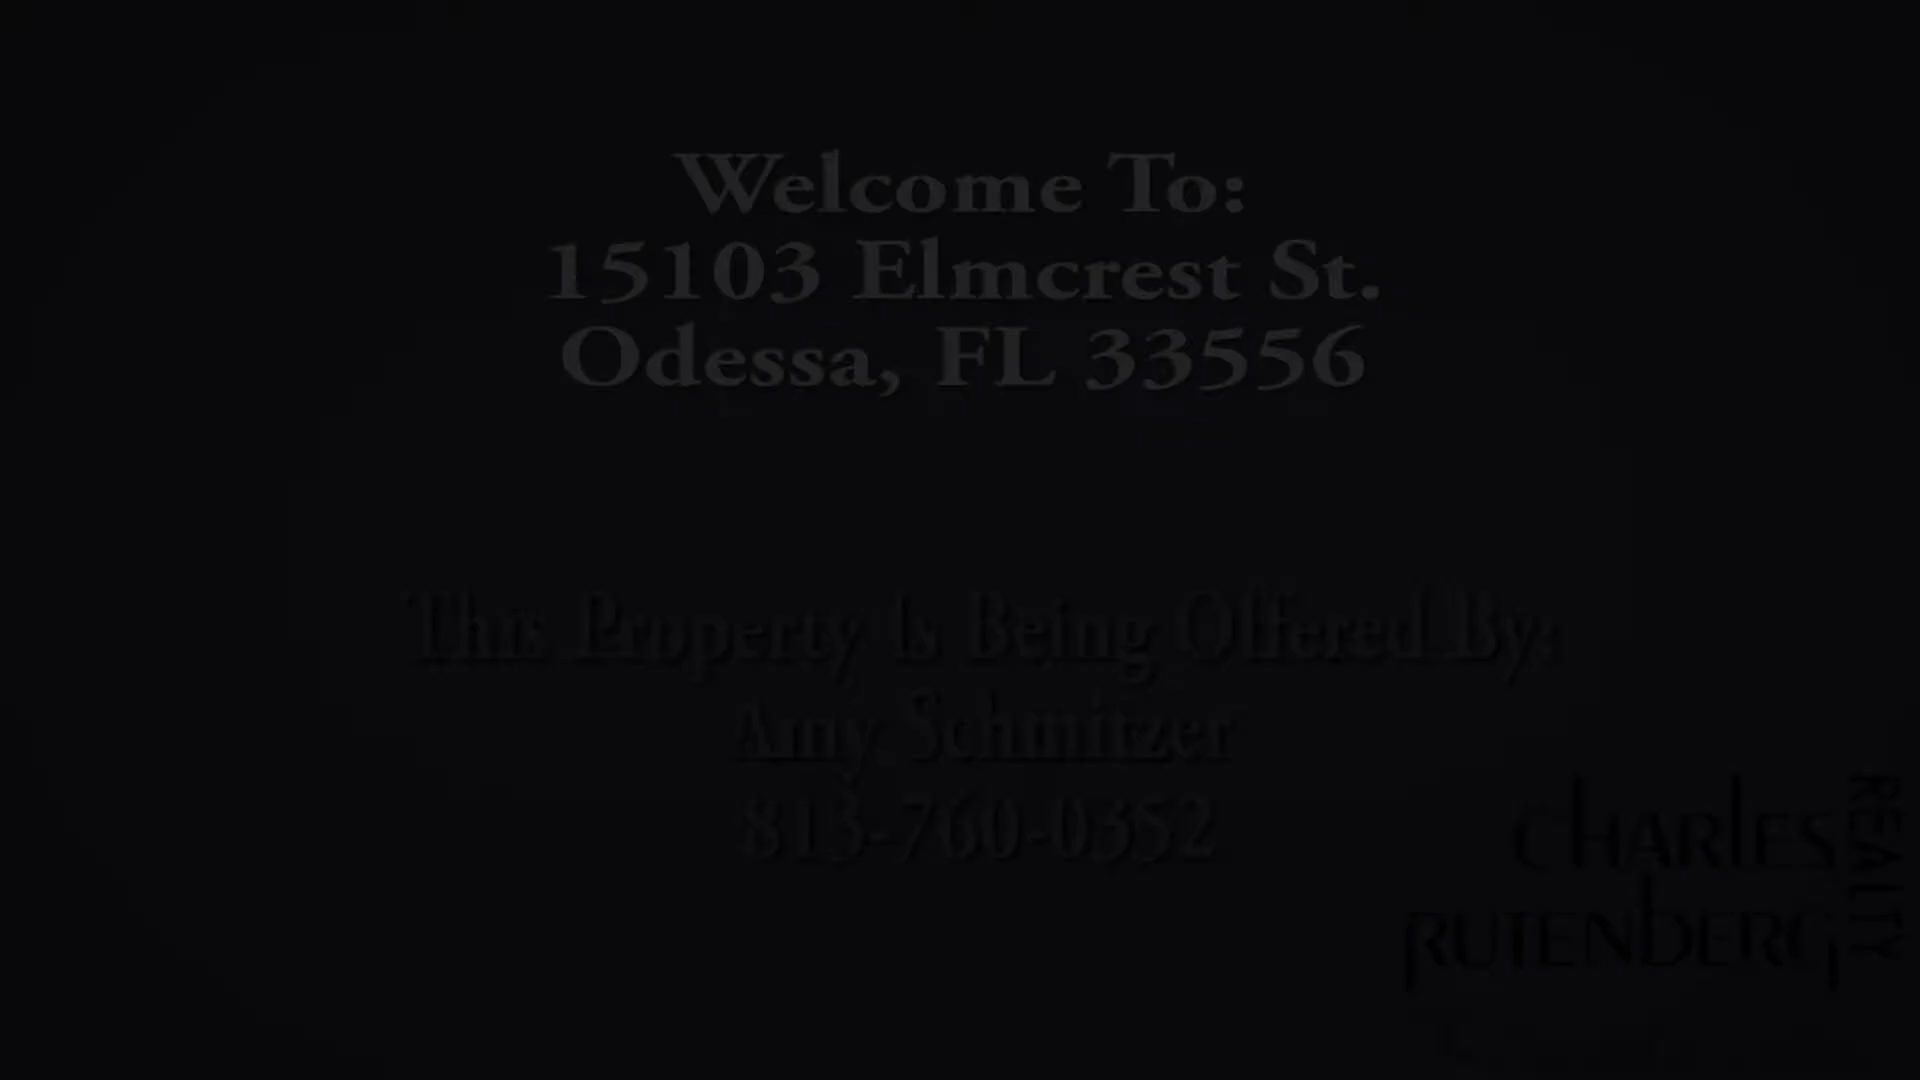 Welcome To:
15103 Elmcrest St.
Odessa, FL 33556
This Property Is Being Offered By:
Amy Schmitzer
813-760-0352
CHARLES
RUTENBERG
REALTY